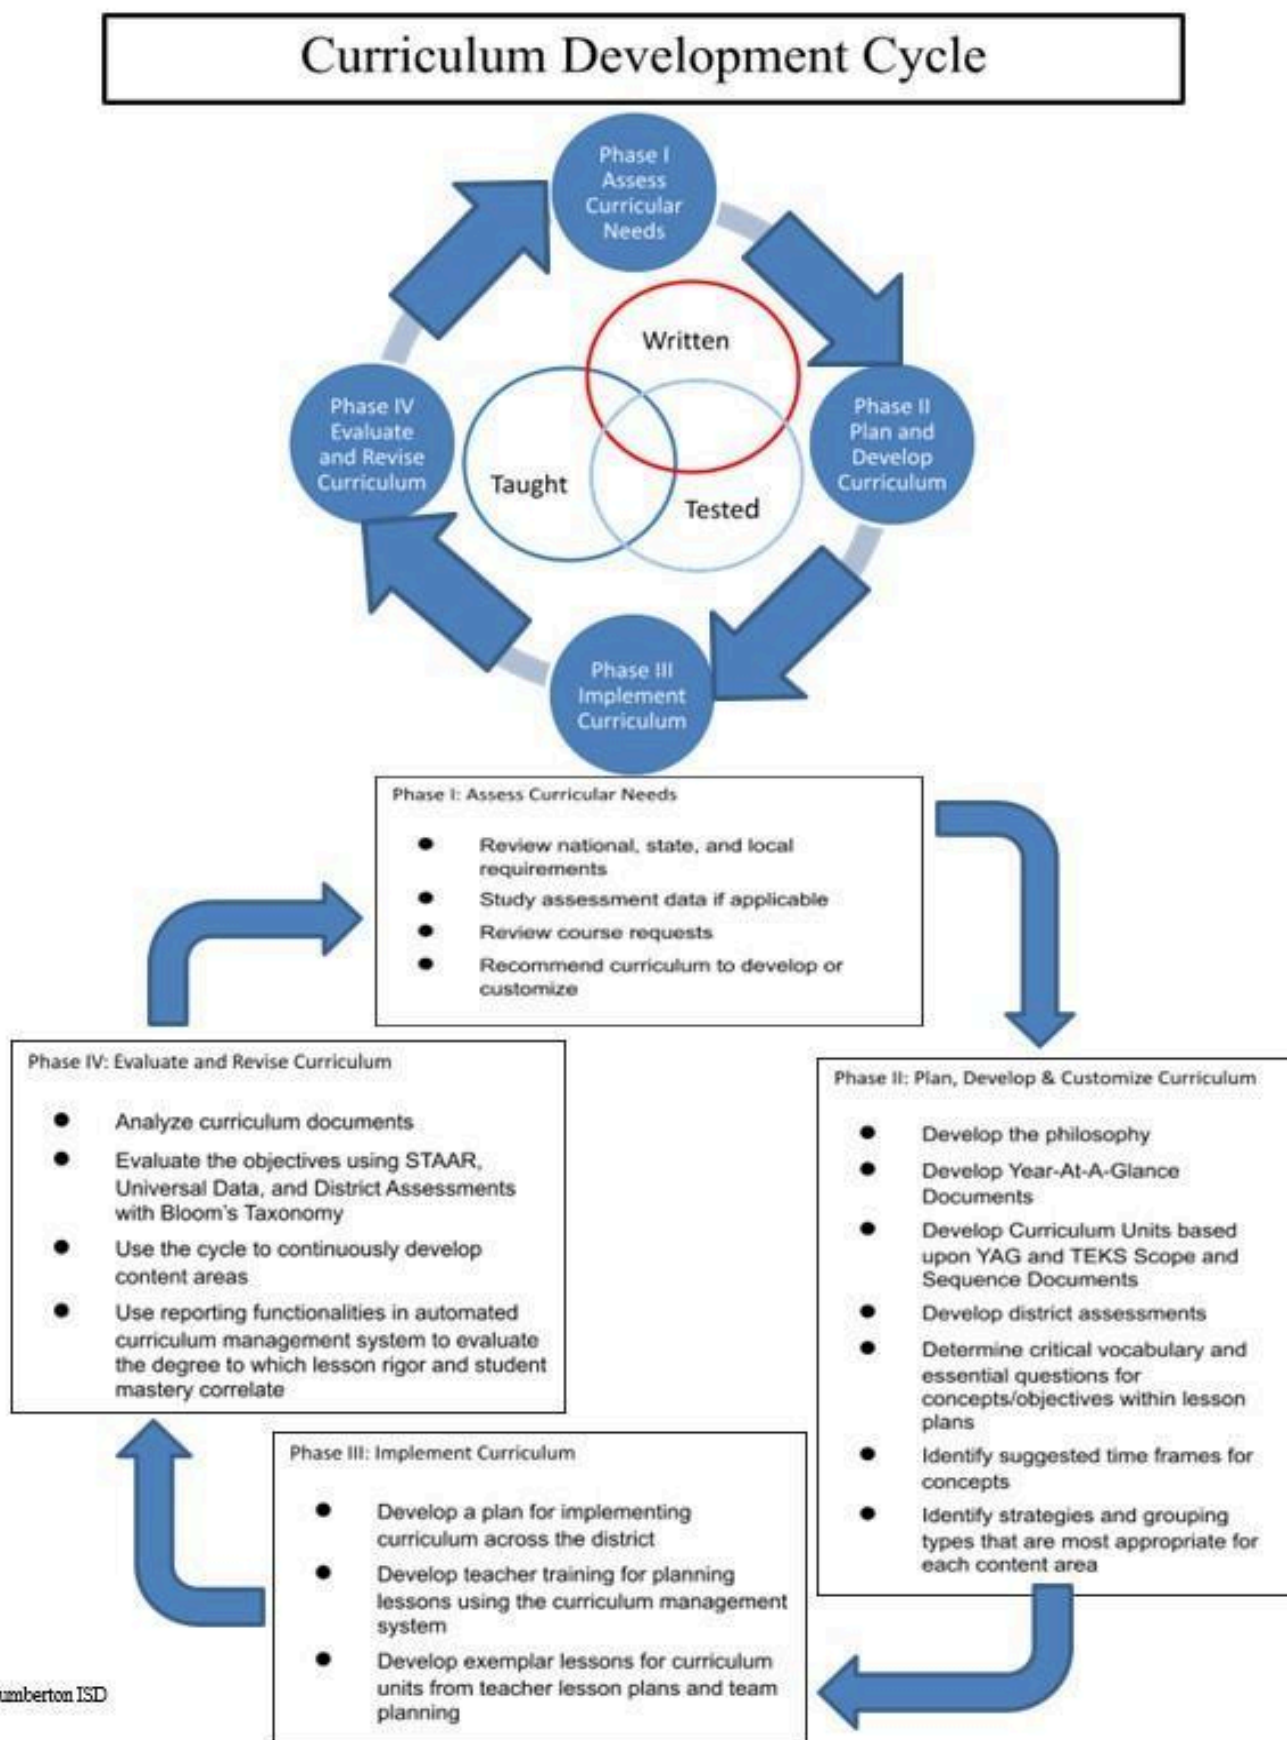 Curriculum Development Cycle
Phase I
Assess
Curricular
Needs
Written
Phase IV
Evaluate
and Revise
Curriculum
Phase II
Plan and
Develop
Curriculum
Taught
Tested
Phase III
Implement
Curriculum
Phase I: Assess Curricular Needs
● Review national, state, and local
requirements
● Study assessment data if applicable
● Review course requests
● Recommend curriculum to develop or
customize
Phase IV: Evaluate and Revise Curriculum
● Analyze curriculum documents
● Evaluate the objectives using STAAR,
Universal Data, and District Assessments
with Bloom's Taxonomy
● Use the cycle to continuously develop
content areas
● Use reporting functionalities in automated
curriculum management system to evaluate
the degree to which lesson rigor and student
mastery correlate
Phase II: Plan, Develop & Customize Curriculum
● Develop the philosophy
● Develop Year-At-A-Glance
Documents
● Develop Curriculum Units based
upon YAG and TEKS Scope and
Sequence Documents
● Develop district assessments
● Determine critical vocabulary and
essential questions for
concepts/objectives within lesson
plans
● Identify suggested time frames for
concepts
● Identify strategies and grouping
types that are most appropriate for
each content area
Phase III: Implement Curriculum
● Develop a plan for implementing
curriculum across the district
● Develop teacher training for planning
lessons using the curriculum management
system
● Develop exemplar lessons for curriculum
units from teacher lesson plans and team
planning
umberton ISD